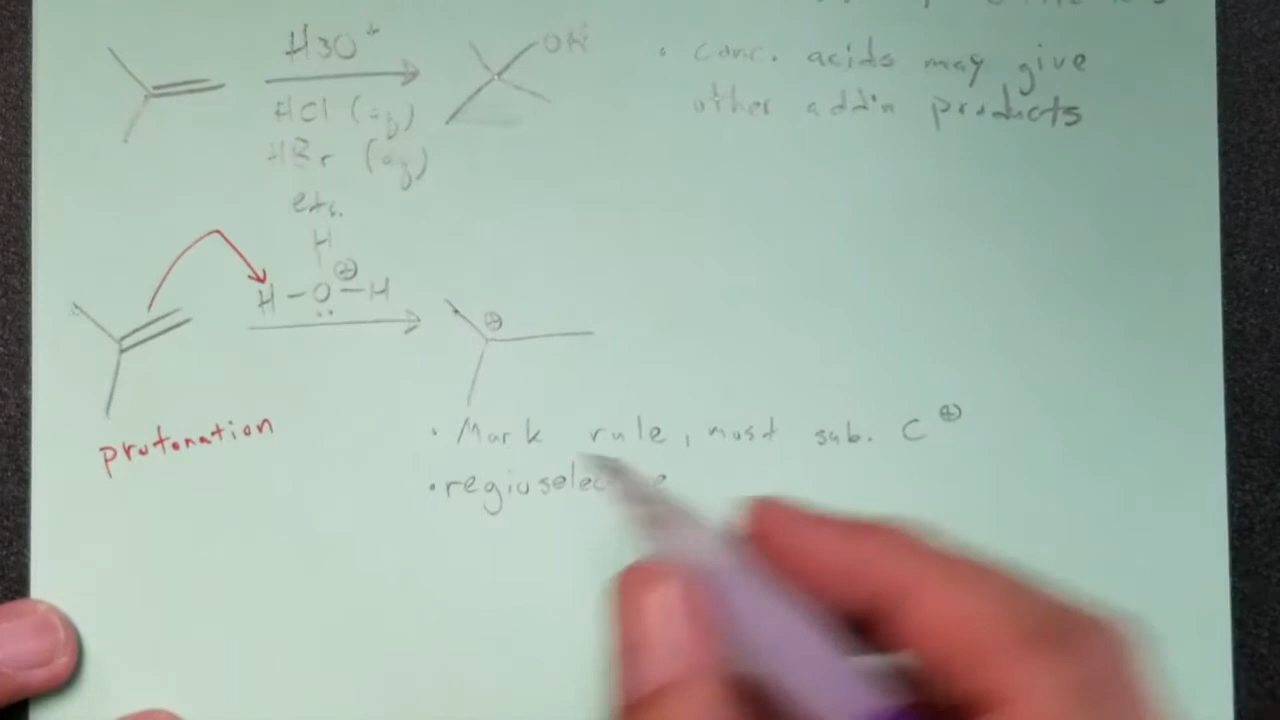 H3O+
OH
HCl (aq)
HBr (aq)
etc.
• Conc. acids may give
other add'n products
H
H-O-H
⊕
⊕
protonation
• Mark rule, most sub. C⊕